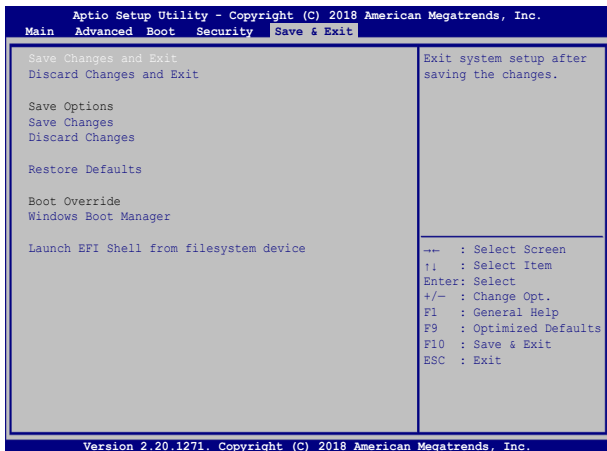 Aptio Setup Utility - Copyright (C) 2018 American Megatrends, Inc.
Main Advanced Boot Security Save & Exit
Save Changes and Exit
Discard Changes and Exit
Save Options
Save Changes
Discard Changes
Restore Defaults
Boot Override
Windows Boot Manager
Launch EFI Shell from filesystem device
Exit system setup after
saving the changes.
→← : Select Screen
↑↓ : Select Item
Enter: Select
+/— : Change Opt.
F1 : General Help
F9 : Optimized Defaults
F10 : Save & Exit
ESC : Exit
Version 2.20.1271. Copyright (C) 2018 American Megatrends, Inc.